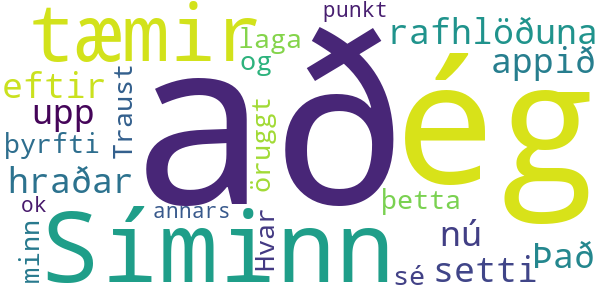 punkt
tæmir
laga
rafhlöðuna
og
appið
að
ég
eftir
Traust
upp
öruggt
þyrfti
hraðar
þetta
ok
annars
Síminn
Hvar
nú
minn
Það
sé
setti